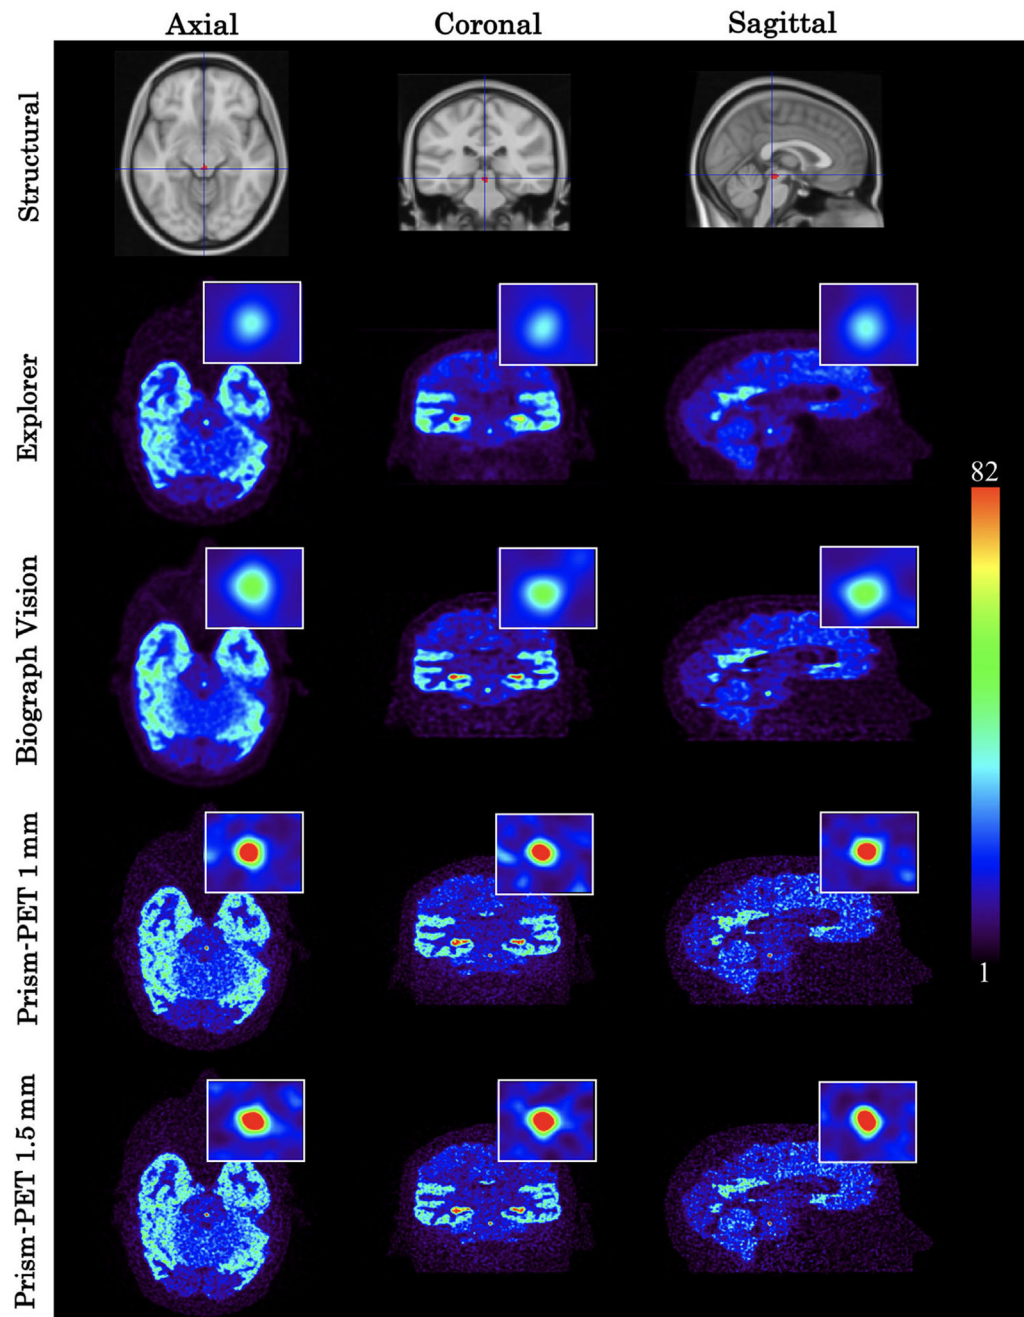 Axial Coronal Sagittal
Structural
Explorer
82
Biograph Vision
Prism-PET 1 mm
1
Prism-PET 1.5 mm